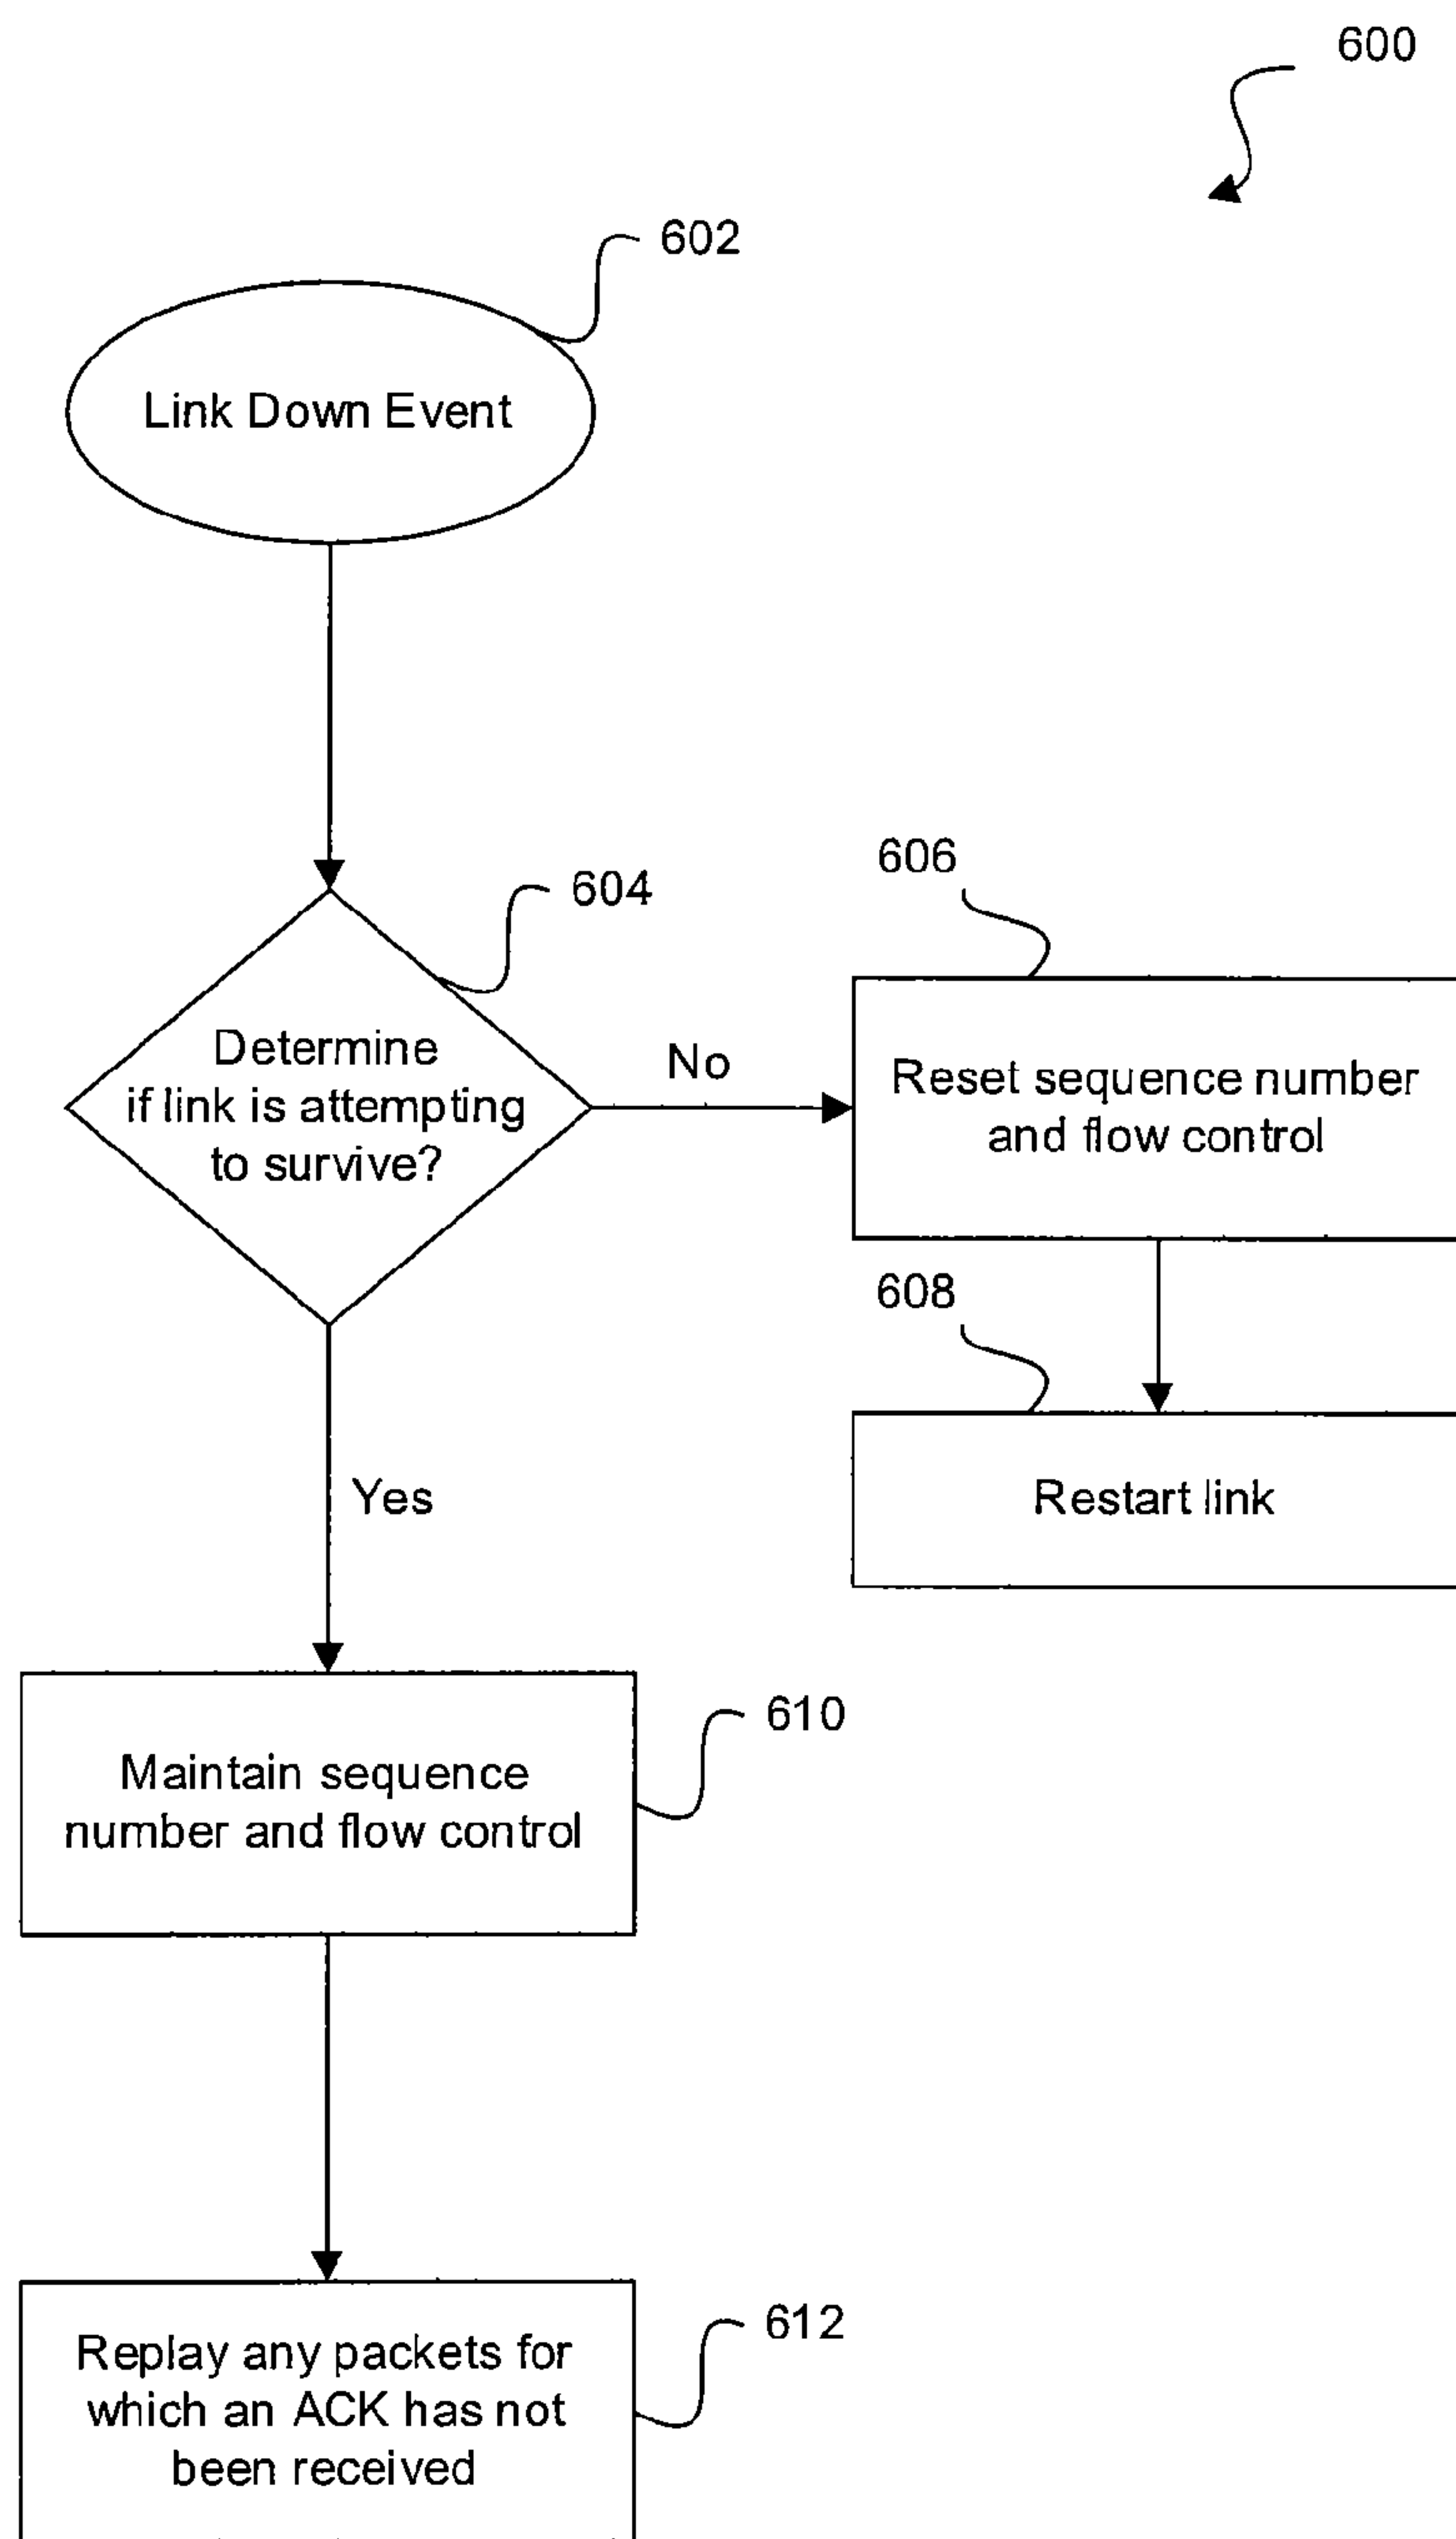 600
602
Link Down Event
604
Determine
if link is attempting
to survive?
No
606
Reset sequence number
and flow control
608
Restart link
Yes
610
Maintain sequence
number and flow control
612
Replay any packets for
which an ACK has not
been received